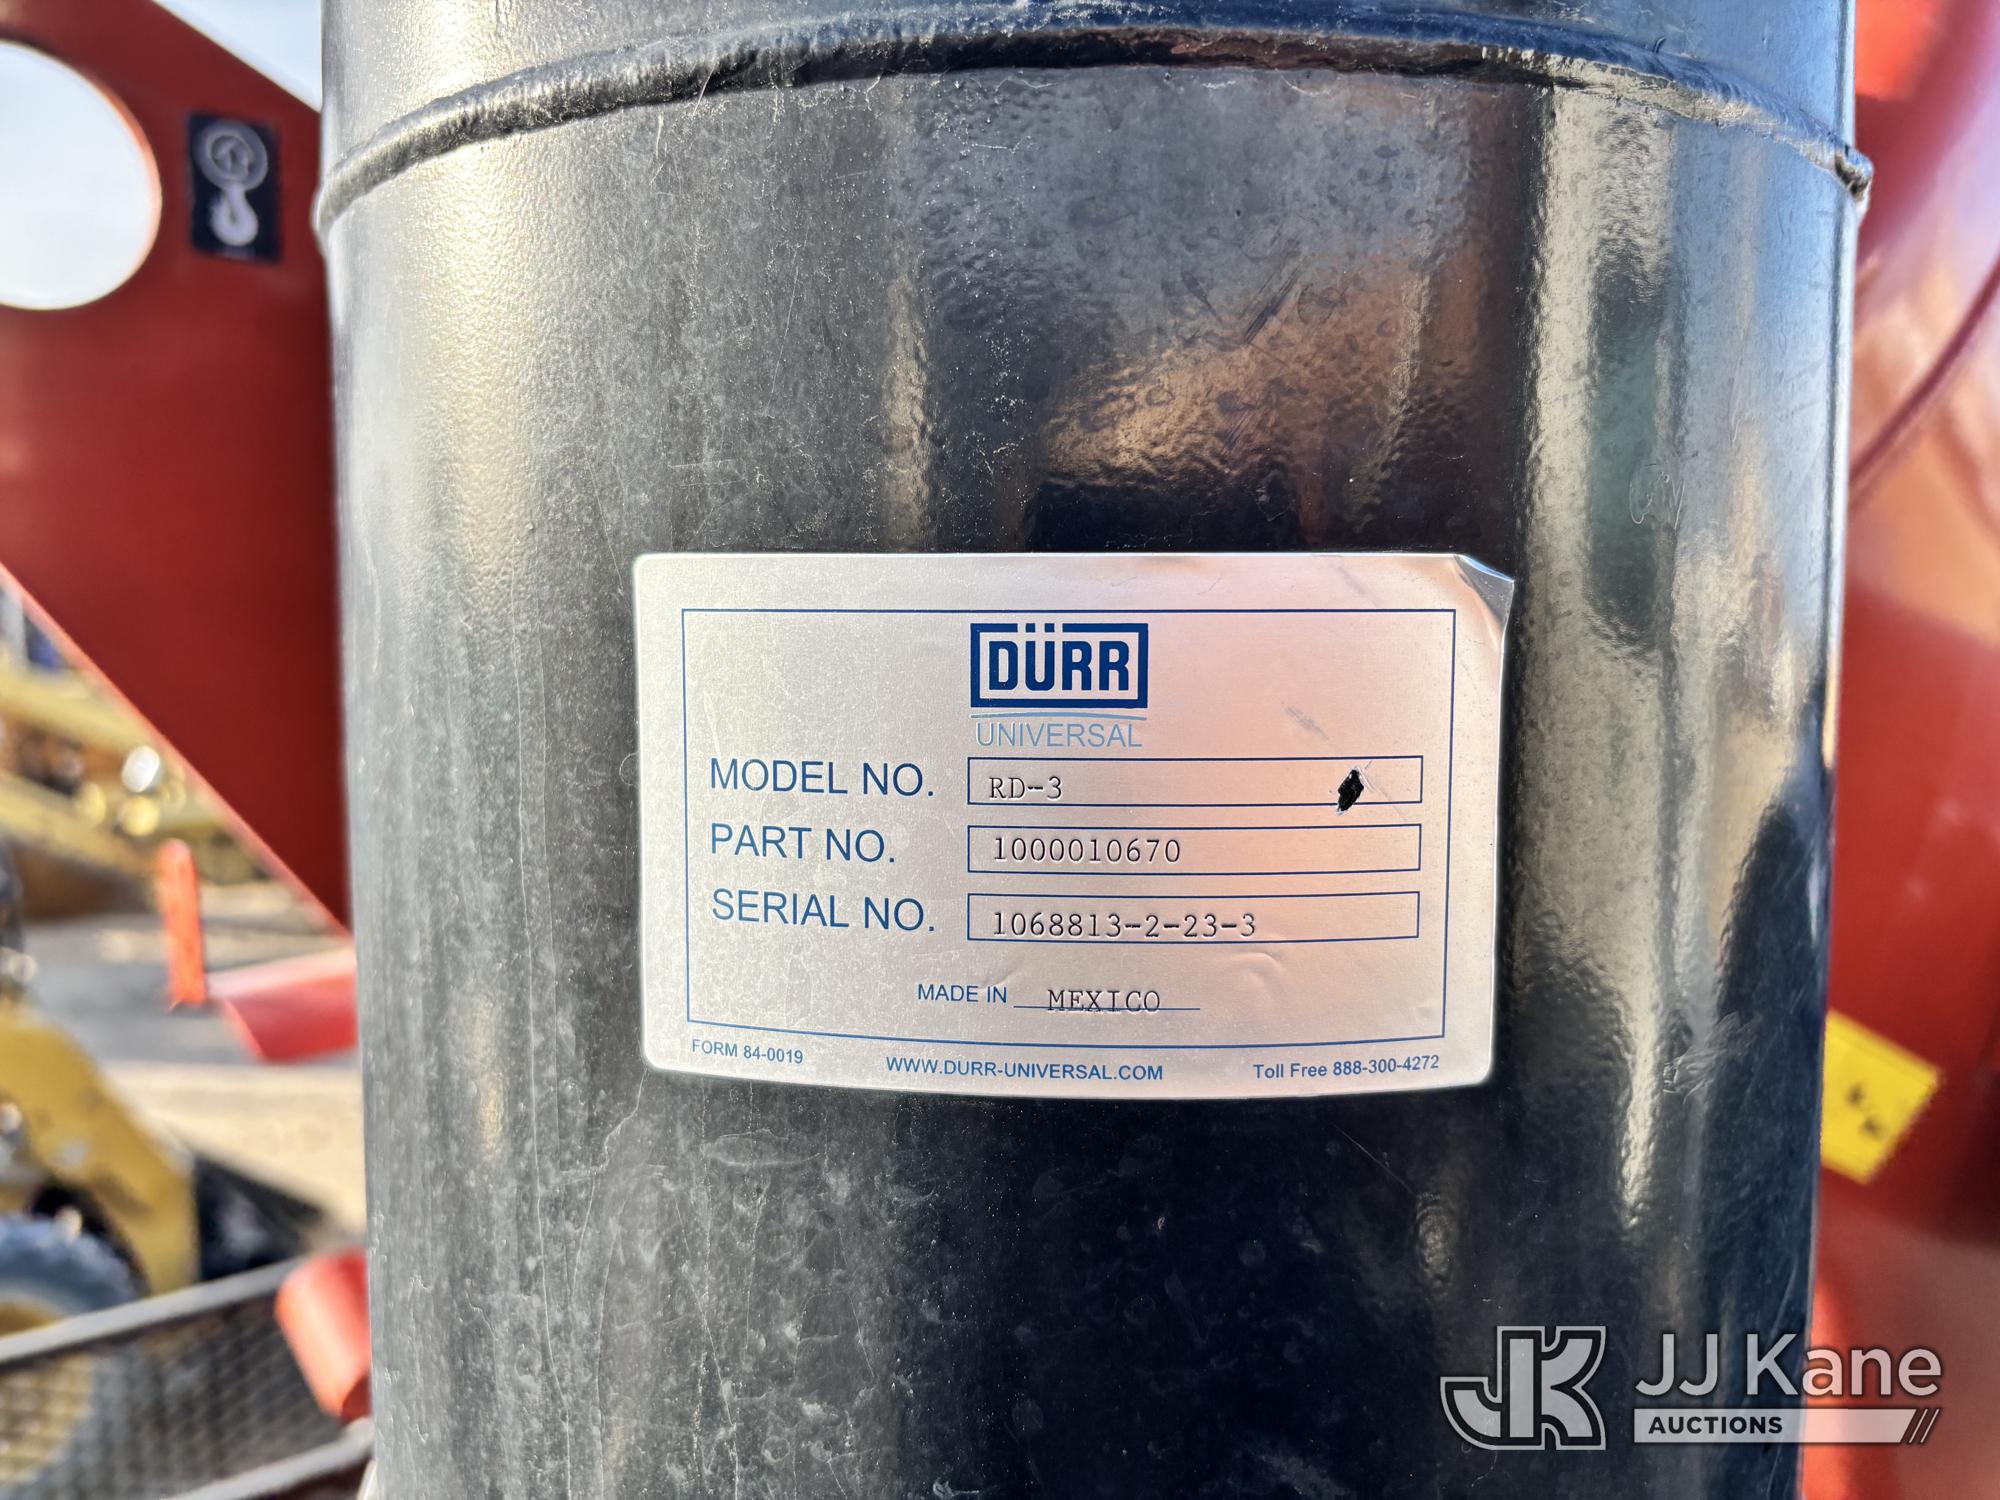 DÜRR
UNIVERSAL
MODEL NO. RD-3
PART NO. 1000010670
SERIAL NO. 1068813-2-23-3
MADE IN MEXICO
FORM 84-0019 WWW.DURR-UNIVERSAL.COM Toll Free 888-300-4272
JK JJ Kane
AUCTIONS